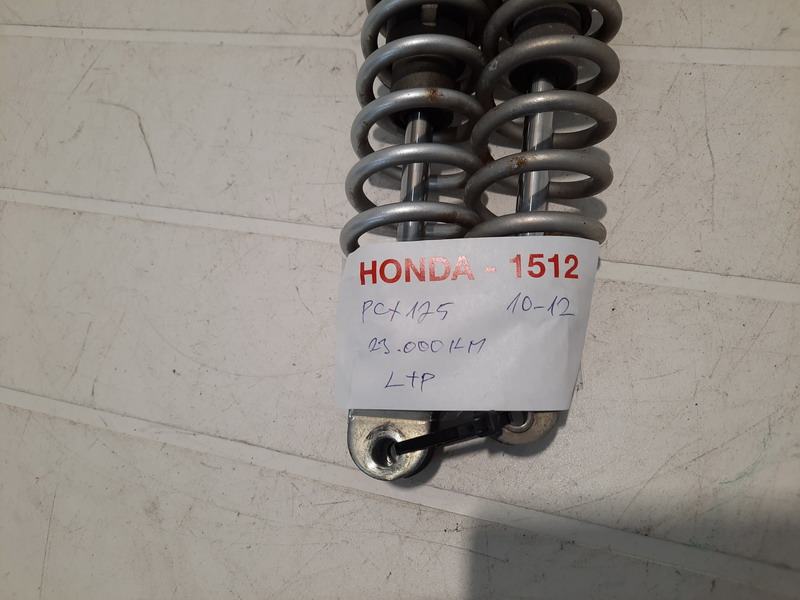 HONDA - 1512
PCX125 10-12
23.000KM
L+P